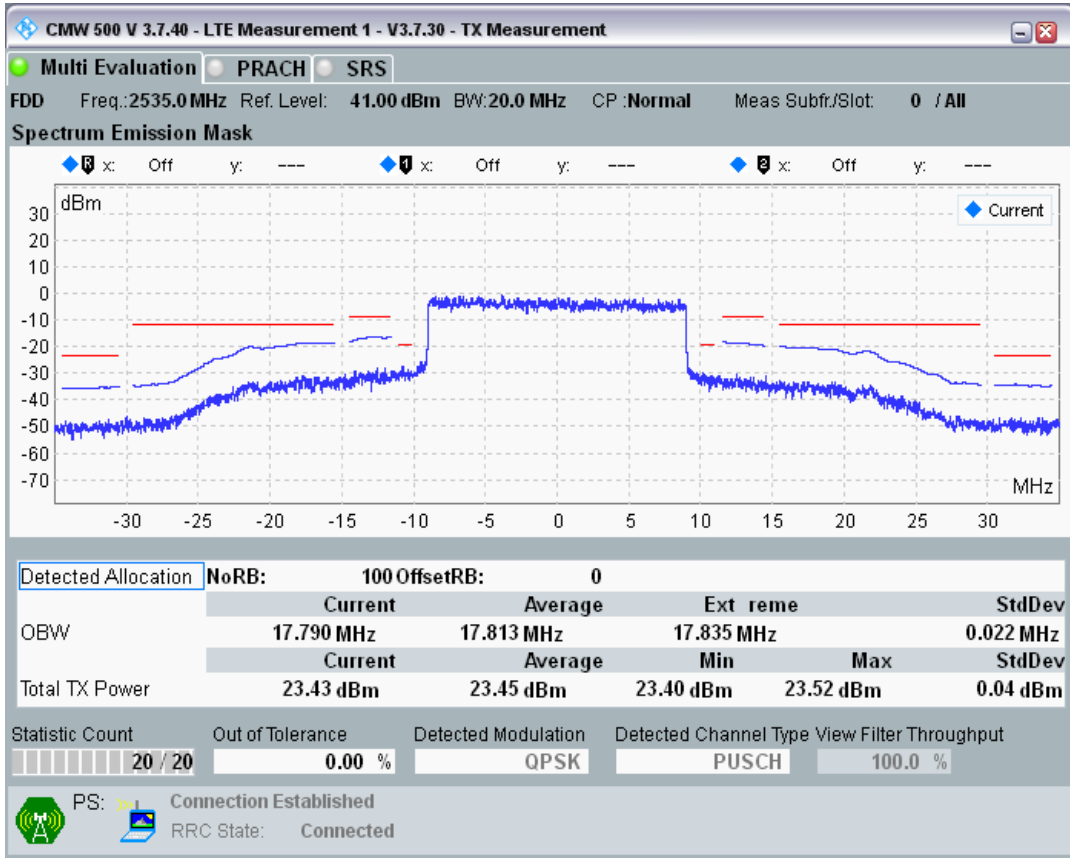 CMW 500 V 3.7.40 - LTE Measurement 1 - V3.7.30 - TX Measurement
Multi Evaluation PRACH SRS
FDD Freq.:2535.0 MHz Ref. Level: 41.00 dBm BW:20.0 MHz CP :Normal Meas Subfr./Slot: 0 / All
Spectrum Emission Mask
R x: Off y: --- 1 x: Off y: --- 2 x: Off y: ---
dBm
Current
30
20
10
0
-10
-20
-30
-40
-50
-60
-70
MHz
-30 -25 -20 -15 -10 -5 0 5 10 15 20 25 30
Detected Allocation NoRB: 100 OffsetRB: 0
Current Average Ext reme StdDev
OBW 17.790 MHz 17.813 MHz 17.835 MHz 0.022 MHz
Current Average Min Max StdDev
Total TX Power 23.43 dBm 23.45 dBm 23.40 dBm 23.52 dBm 0.04 dBm
Statistic Count Out of Tolerance Detected Modulation Detected Channel Type View Filter Throughput
20 / 20 0.00 % QPSK PUSCH 100.0 %
PS: Connection Established
RRC State: Connected